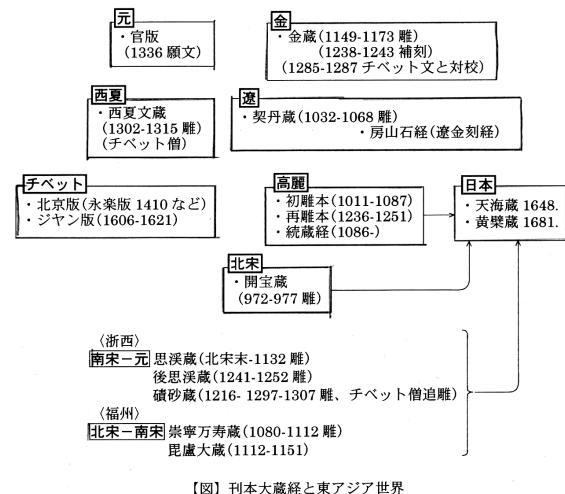 元
・官版
(1336 願文)
金
・金蔵(1149-1173 雕)
(1238-1243 補刻)
(1285-1287 チベット文と対校)
西夏
・西夏文蔵
(1302-1315 雕)
(チベット僧)
遼
・契丹蔵(1032-1068 雕)
・房山石経(遼金刻経)
チベット
・北京版(永楽版 1410 など)
・ジヤン版(1606-1621)
高麗
・初雕本(1011-1087)
・再雕本(1236-1251)
・続蔵経(1086-)
日本
・天海蔵 1648.
・黄檗蔵 1681.
北宋
・開宝蔵
(972-977 雕)
〈浙西〉
南宋－元 思溪蔵(北宋末-1132 雕)
後思溪蔵(1241-1252 雕)
磧砂蔵(1216- 1297-1307 雕、チベット僧追雕)
〈福州〉
北宋－南宋 崇寧万寿蔵(1080-1112 雕)
毘盧大蔵(1112-1151)
【図】刊本大蔵経と東アジア世界